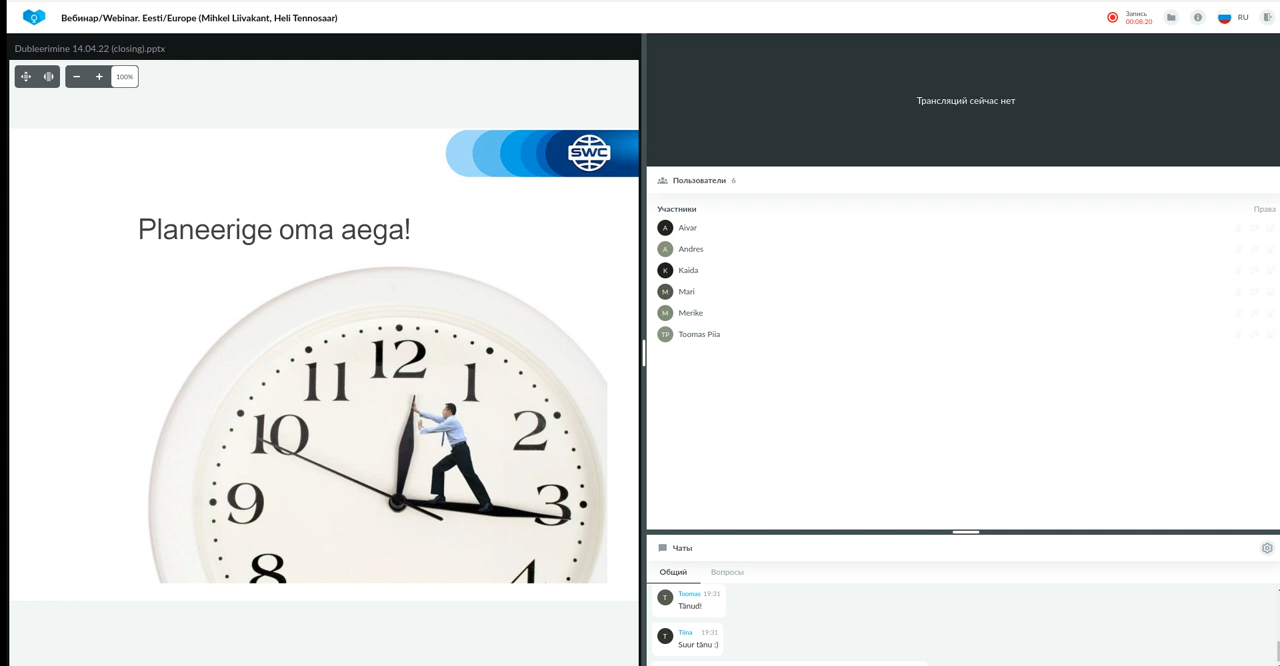 Вебинар/Webinar. Eesti/Europe (Mihkel Liivakant, Heli Tennosaar)
Запись
00:08:20
RU
Dubleerimine 14.04.22 (closing).pptx
100%
SWC
Planeerige oma aega!
12
11
1
10
2
9
3
8
4
Трансляций сейчас нет
Пользователи 6
Участники
Права
A Aivar
A Andres
K Kaida
M Mari
M Merike
TP Toomas Piia
Чаты
Общий
Вопросы
T Toomas 19:31
Tänud!
T Tiina 19:31
Suur tänu :)